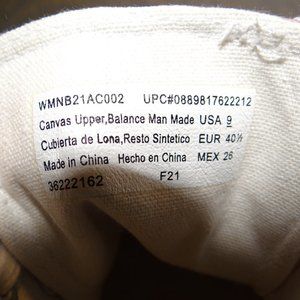 WMNB21AC002 UPC#0889817622212
Canvas Upper,Balance Man Made USA 9
Cubierta de Lona,Resto Sintetico EUR 40½
Made in China Hecho en China MEX 26
36222162 F21